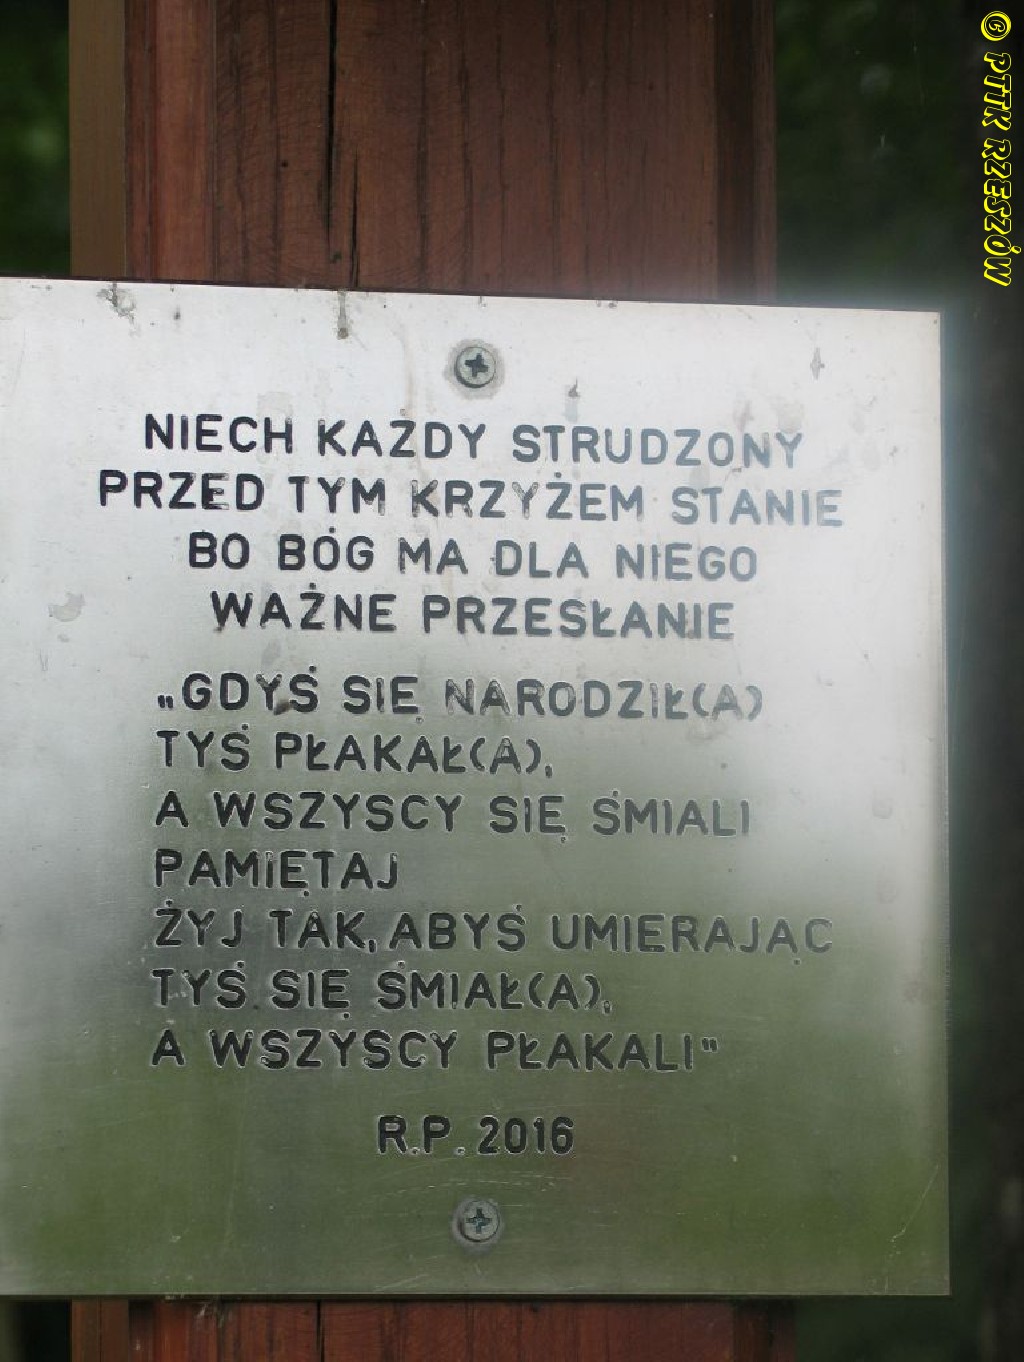 NIECH KAŻDY STRUDZONY
PRZED TYM KRZYŻEM STANIE
BO BÓG MA DLA NIEGO
WAŻNE PRZESŁANIE
„GDYŚ SIĘ NARODZIŁ(A)
TYŚ PŁAKAŁ(A),
A WSZYSCY SIĘ ŚMIALI
PAMIĘTAJ
ŻYJ TAK, ABYŚ UMIERAJĄC
TYŚ SIĘ ŚMIAŁ(A),
A WSZYSCY PŁAKALI”
R.P. 2016
© PTTK RZESZÓW